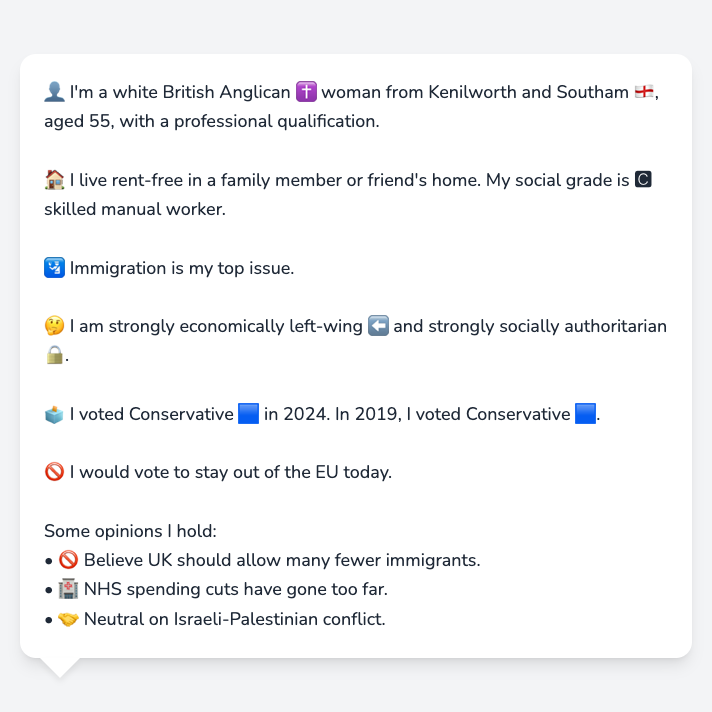 👤 I'm a white British Anglican ✝️ woman from Kenilworth and Southam 🏴󠁧󠁢󠁥󠁮󠁧󠁿,
aged 55, with a professional qualification.
🏠 I live rent-free in a family member or friend's home. My social grade is 🅲
skilled manual worker.
🛂 Immigration is my top issue.
🤔 I am strongly economically left-wing ⬅️ and strongly socially authoritarian
🔒.
🗳️ I voted Conservative 🟦 in 2024. In 2019, I voted Conservative 🟦.
🚫 I would vote to stay out of the EU today.
Some opinions I hold:
• 🚫 Believe UK should allow many fewer immigrants.
• 🏥 NHS spending cuts have gone too far.
• 🤝 Neutral on Israeli-Palestinian conflict.